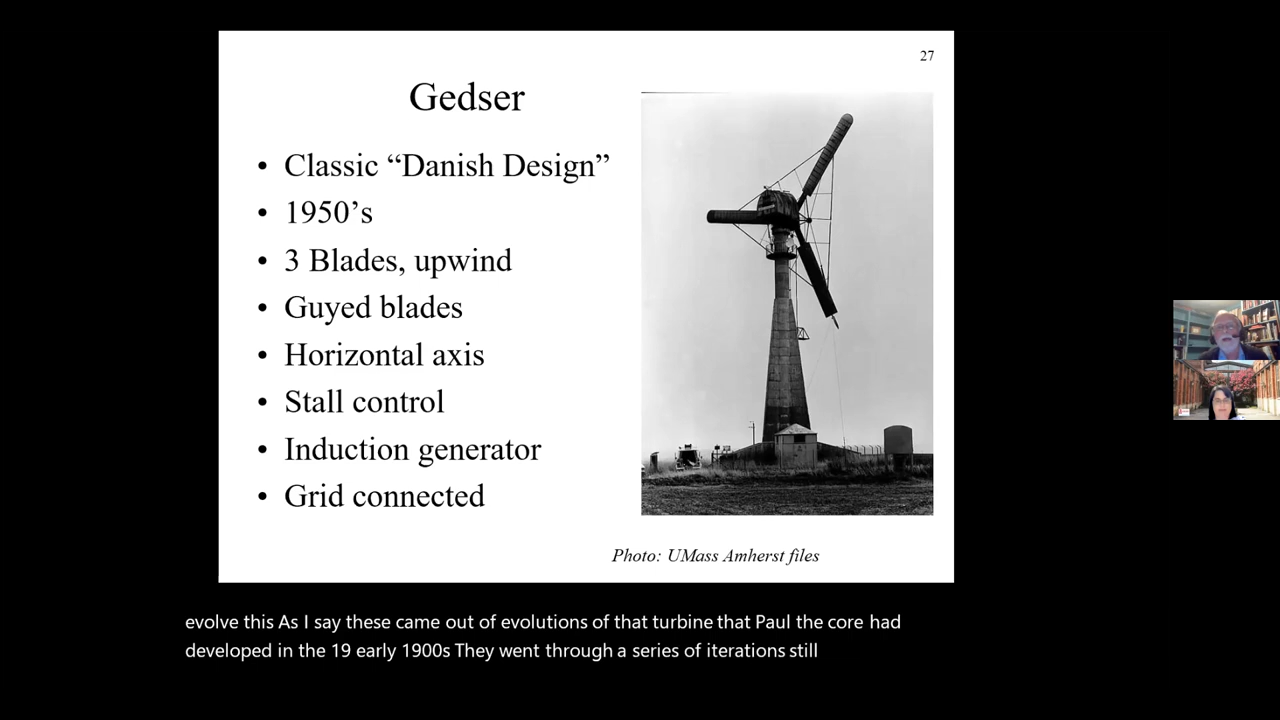 27
Gedser
• Classic “Danish Design”
• 1950’s
• 3 Blades, upwind
• Guyed blades
• Horizontal axis
• Stall control
• Induction generator
• Grid connected
Photo: UMass Amherst files
evolve this As I say these came out of evolutions of that turbine that Paul the core had
developed in the 19 early 1900s They went through a series of iterations still